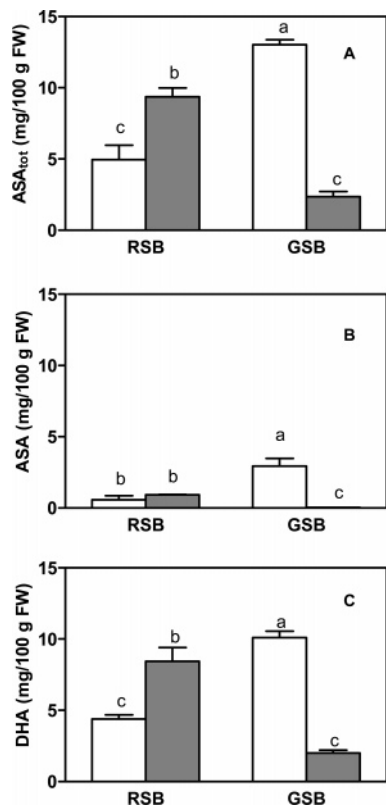 15
A
a
10
b
c
5
c
0
RSB GSB
ASAtot (mg/100 g FW)
15
B
10
a
5
b b
c
0
RSB GSB
ASA (mg/100 g FW)
15
C
a
10
b
5
c
c
0
RSB GSB
DHA (mg/100 g FW)